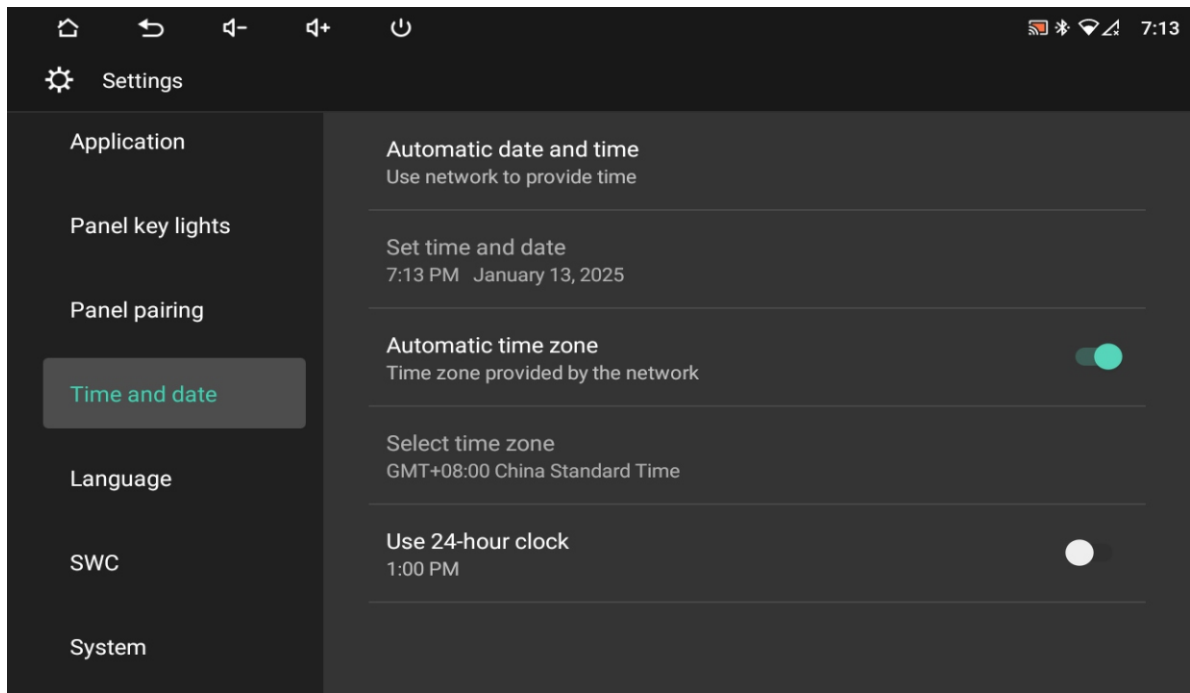 7:13
Settings
Application
Panel key lights
Panel pairing
Time and date
Language
SWC
System
Automatic date and time
Use network to provide time
Set time and date
7:13 PM January 13, 2025
Automatic time zone
Time zone provided by the network
Select time zone
GMT+08:00 China Standard Time
Use 24-hour clock
1:00 PM